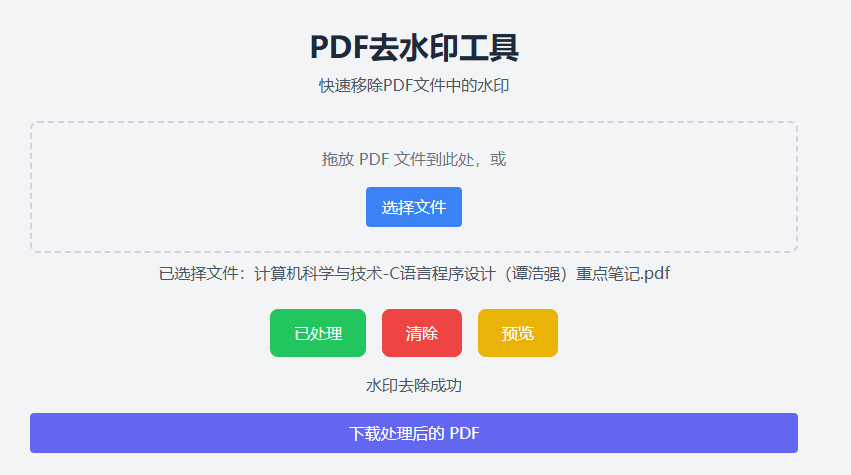 PDF去水印工具
快速移除PDF文件中的水印
拖放 PDF 文件到此处，或
选择文件
已选择文件：计算机科学与技术-C语言程序设计（谭浩强）重点笔记.pdf
已处理 清除 预览
水印去除成功
下载处理后的 PDF